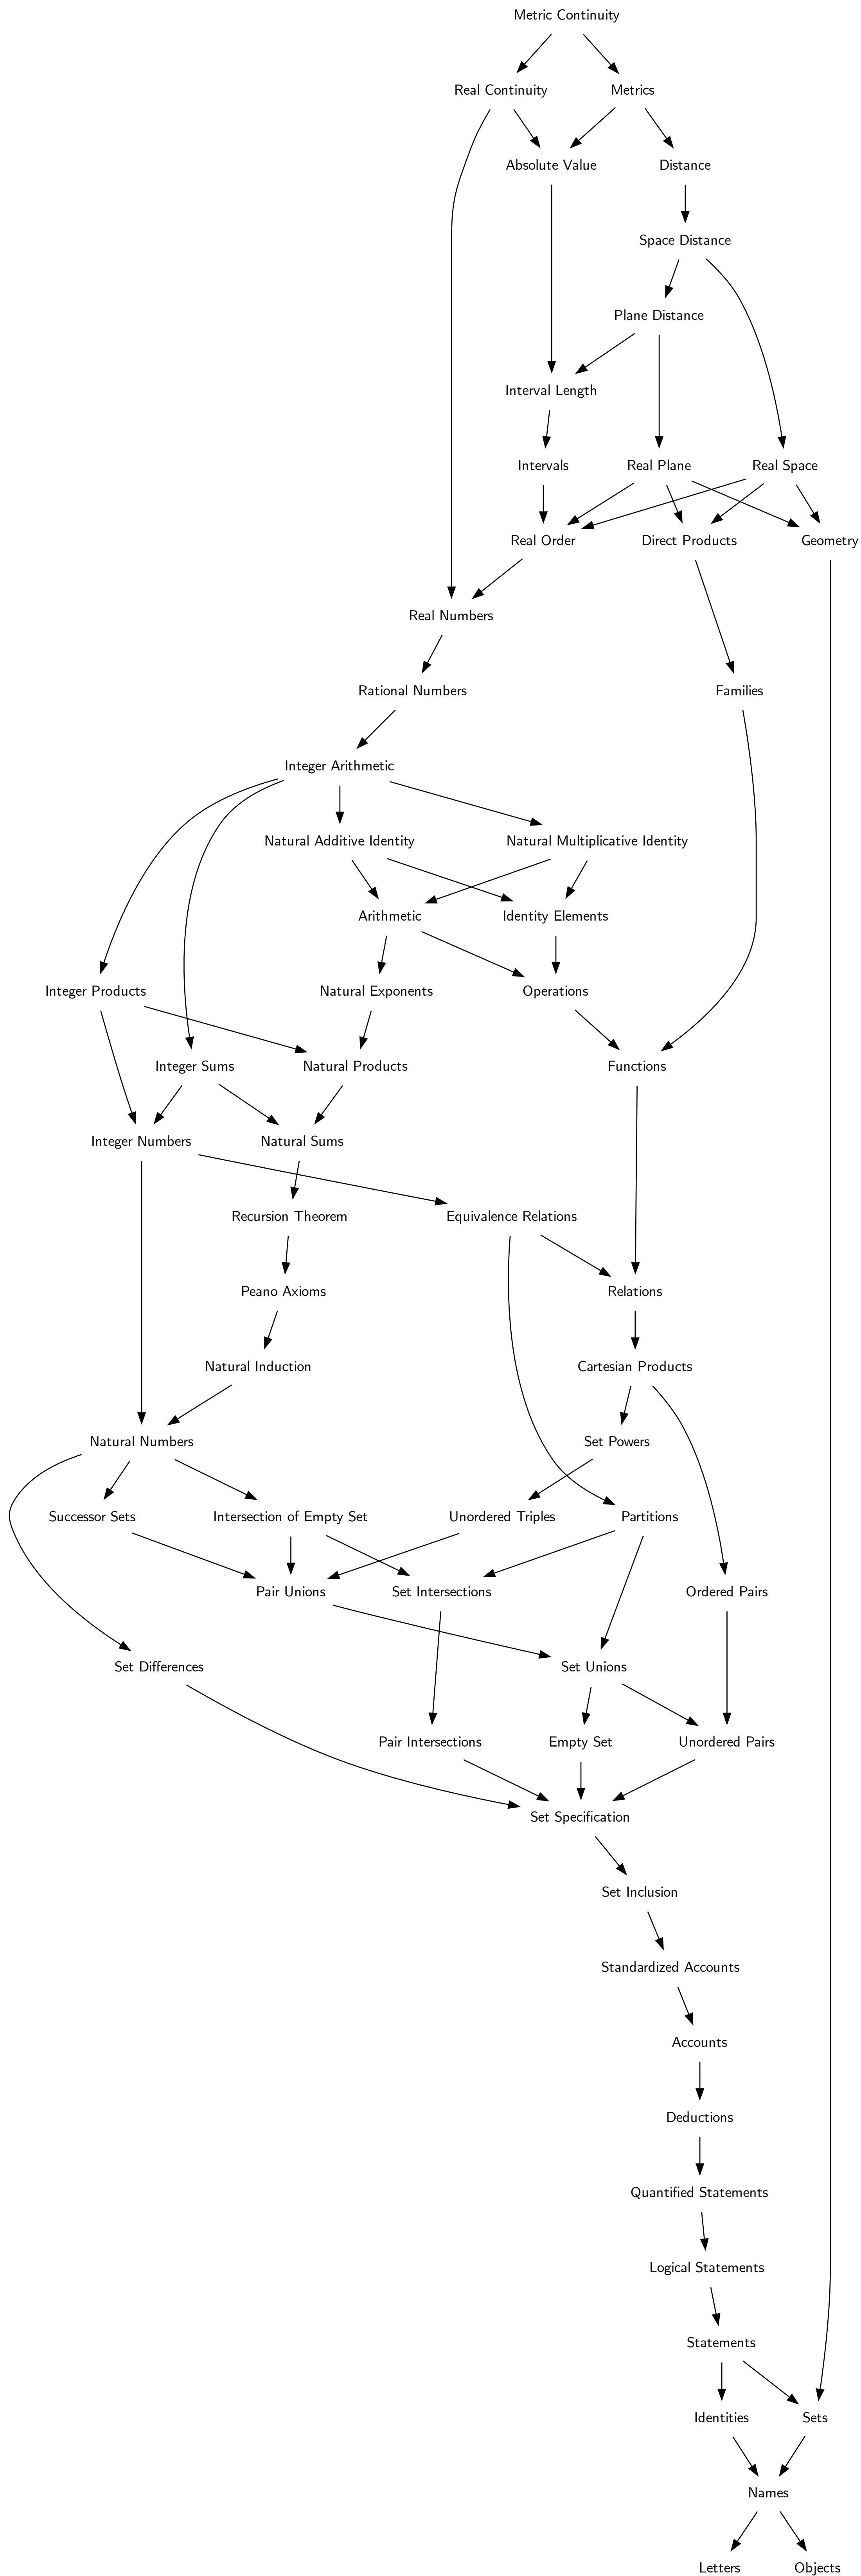 Metric Continuity
Real Continuity
Metrics
Absolute Value
Distance
Space Distance
Plane Distance
Interval Length
Intervals
Real Plane
Real Space
Real Order
Direct Products
Geometry
Real Numbers
Rational Numbers
Families
Integer Arithmetic
Natural Additive Identity
Natural Multiplicative Identity
Arithmetic
Identity Elements
Integer Products
Natural Exponents
Operations
Integer Sums
Natural Products
Functions
Integer Numbers
Natural Sums
Recursion Theorem
Equivalence Relations
Peano Axioms
Relations
Natural Induction
Cartesian Products
Natural Numbers
Set Powers
Successor Sets
Intersection of Empty Set
Unordered Triples
Partitions
Pair Unions
Set Intersections
Ordered Pairs
Set Differences
Set Unions
Pair Intersections
Empty Set
Unordered Pairs
Set Specification
Set Inclusion
Standardized Accounts
Accounts
Deductions
Quantified Statements
Logical Statements
Statements
Identities
Sets
Names
Letters
Objects